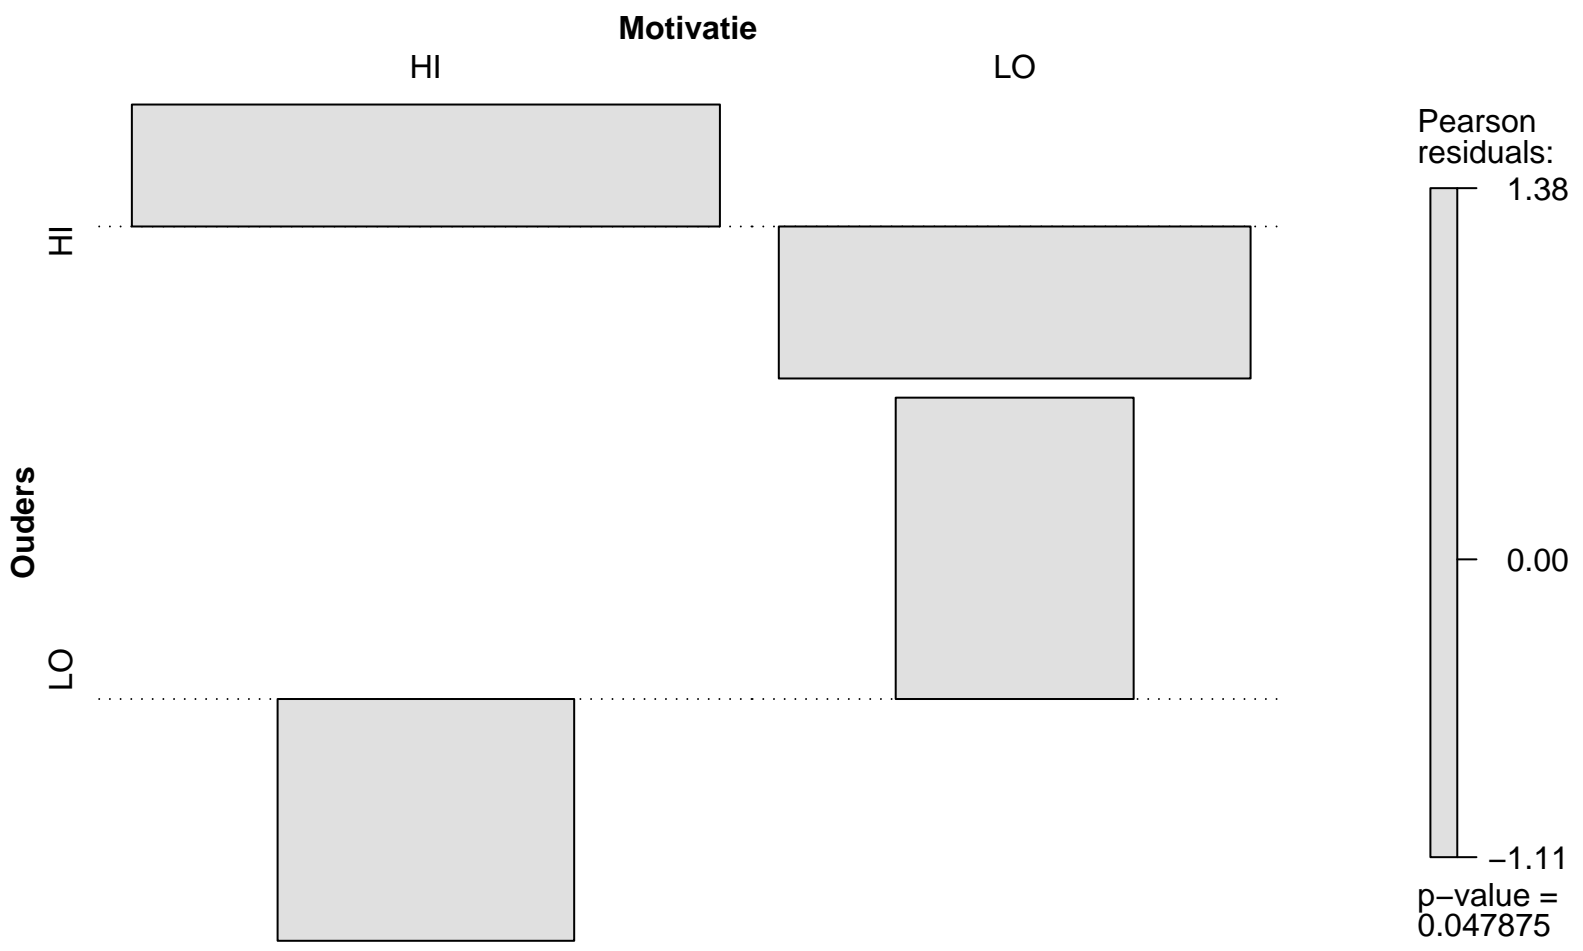 Motivatie
HI LO
Pearson
residuals:
1.38
HI
Ouders
0.00
LO
−1.11
p−value =
0.047875